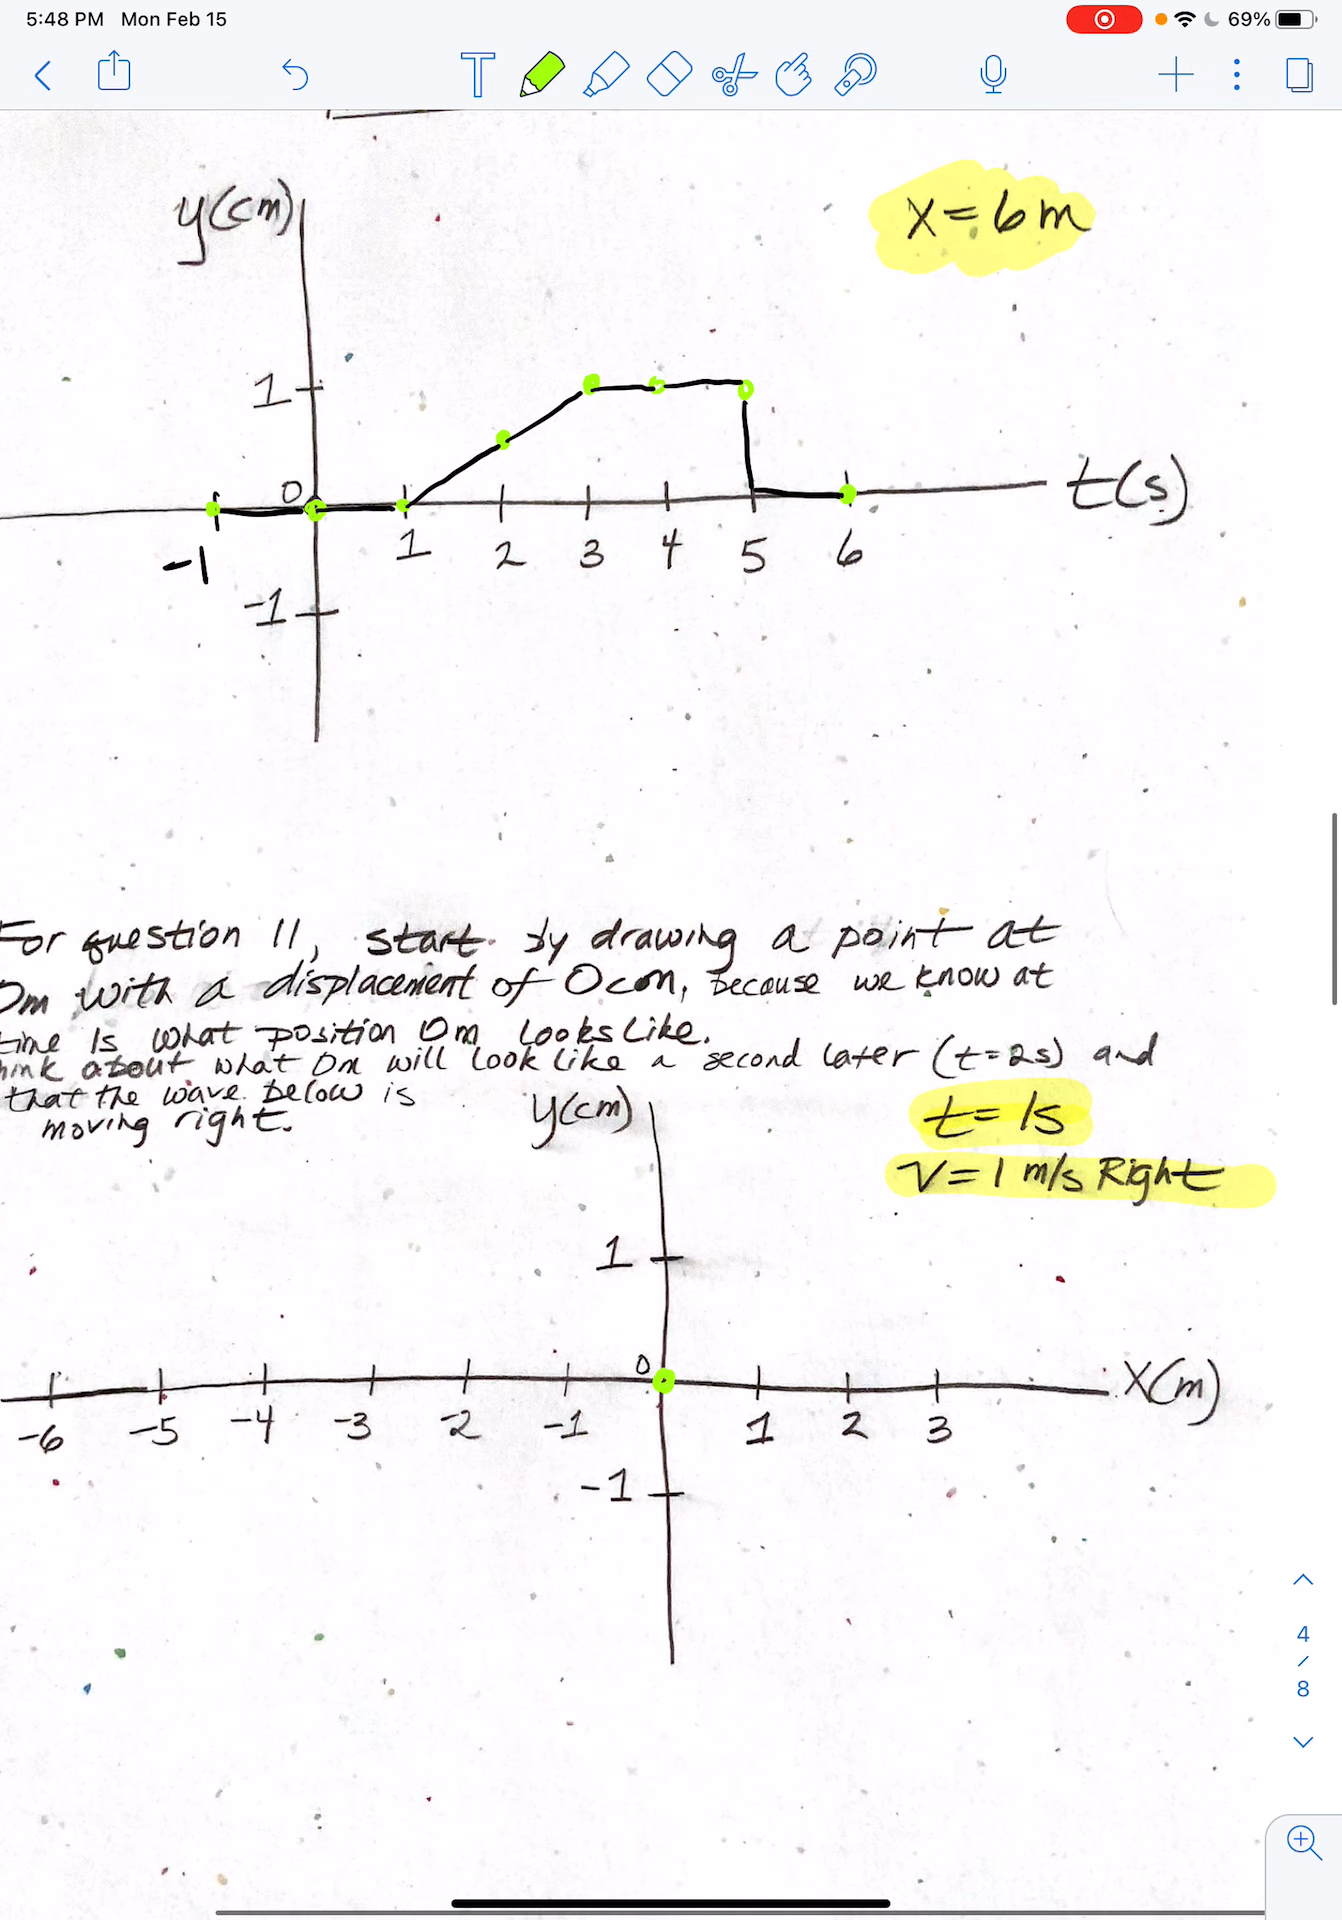 5:48 PM Mon Feb 15
69%
T
y(cm)
x=6m
1
0
t(s)
-1
1 2 3 4 5 6
-1
For question 11, start by drawing a point at
0m with a displacement of 0cm, because we know at
time 1s what position 0m looks like.
hink about what 0m will look like a second later (t=2s) and
that the wave below is
moving right.
y(cm)
t=1s
v=1 m/s Right
1
0
x(m)
-6 -5 -4 -3 -2 -1 1 2 3
-1
4
/
8